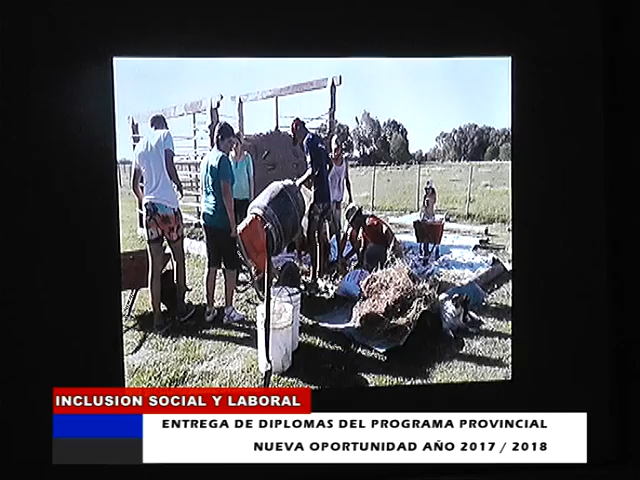 INCLUSION SOCIAL Y LABORAL
ENTREGA DE DIPLOMAS DEL PROGRAMA PROVINCIAL
NUEVA OPORTUNIDAD AÑO 2017 / 2018